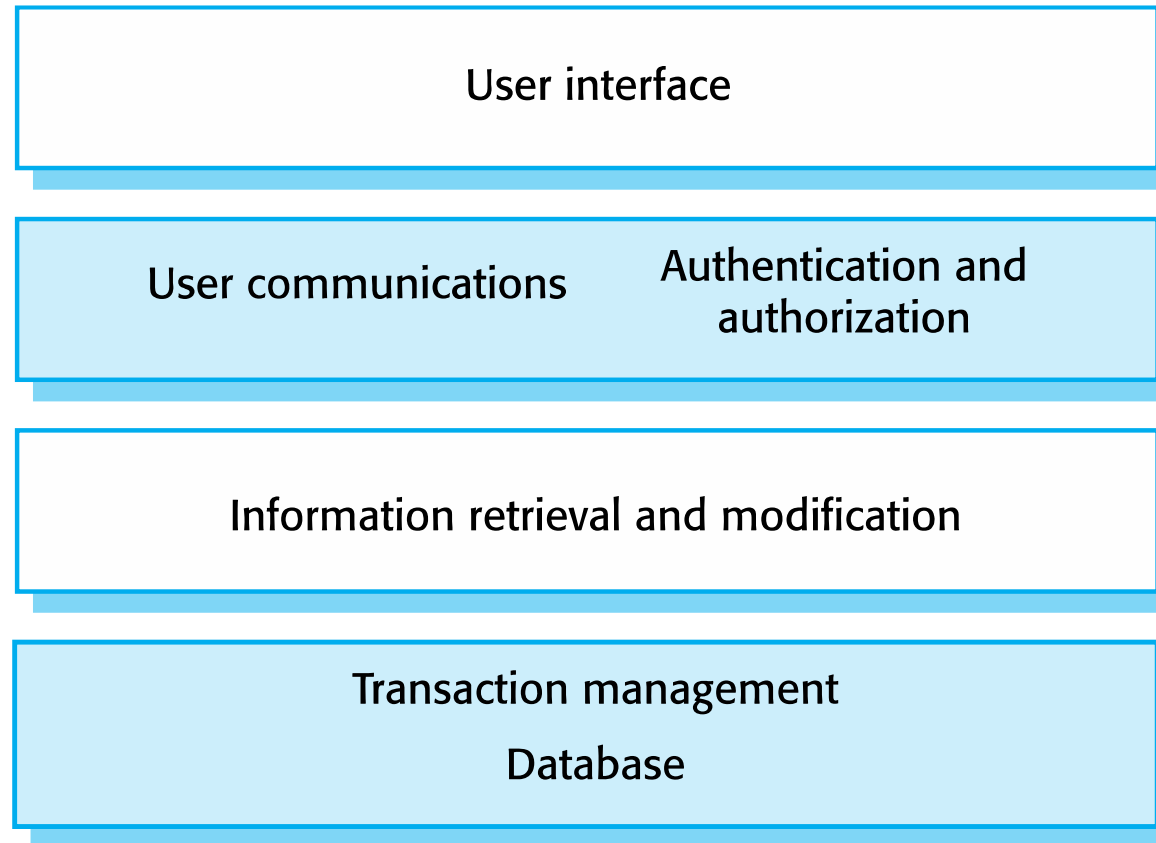 User interface
User communications
Authentication and
authorization
Information retrieval and modification
Transaction management
Database